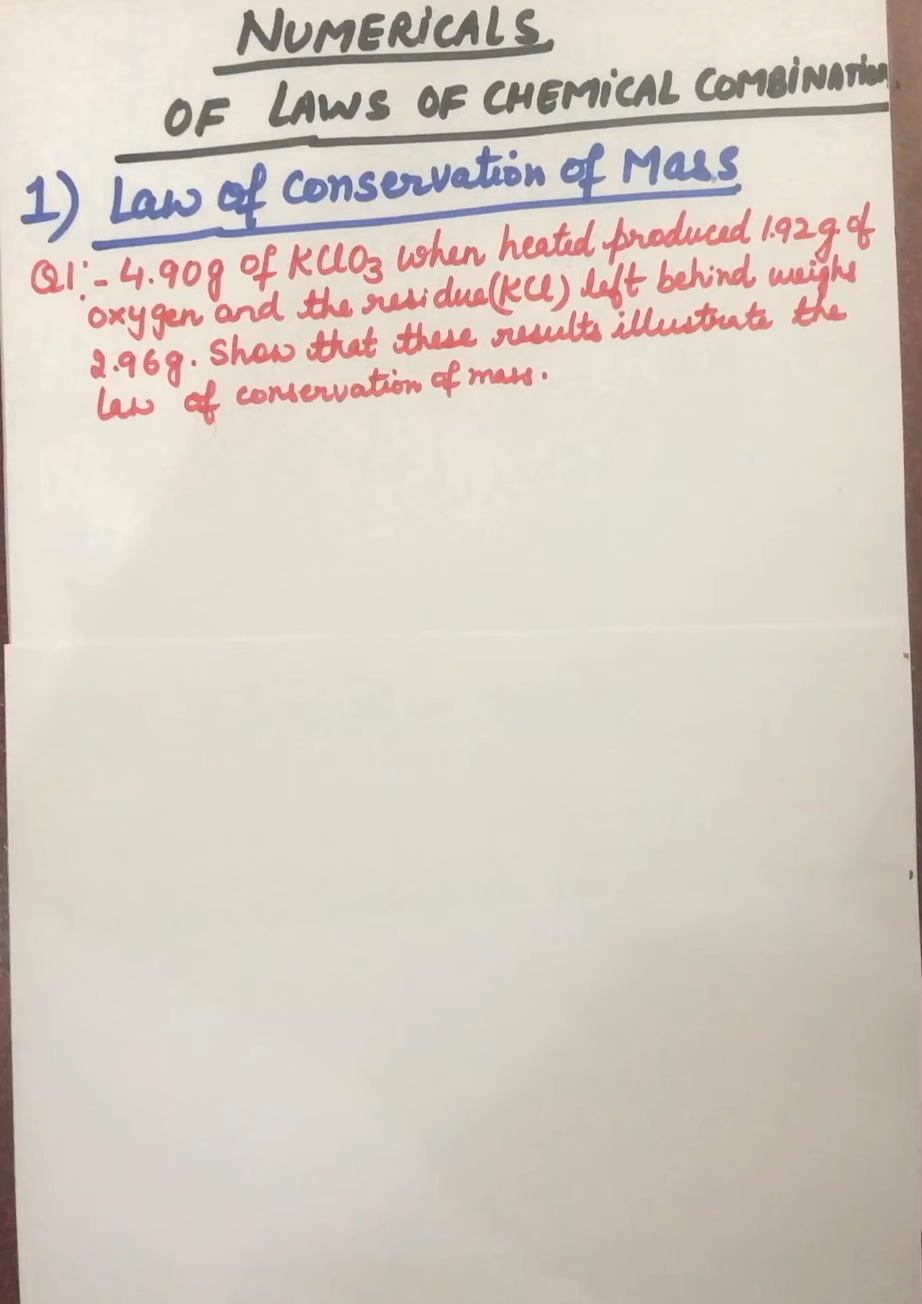 NUMERICALS
OF LAWS OF CHEMICAL COMBINATION
1) Law of Conservation of Mass
Q1:- 4.90g of KClO3 when heated produced 1.92g of
oxygen and the residue(KCl) left behind weighs
2.96g. Show that these results illustrate the
law of conservation of mass.